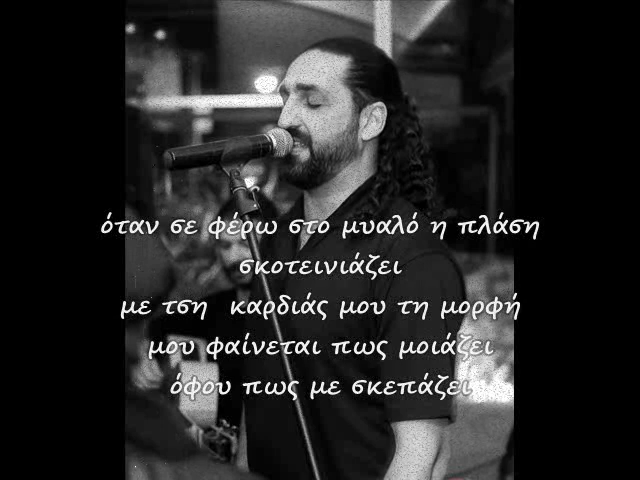 όταν σε φέρω στο μυαλό η πλάση
σκοτεινιάζει
με τση καρδιάς μου τη μορφή
μου φαίνεται πως μοιάζει
όφου πως με σκεπάζει